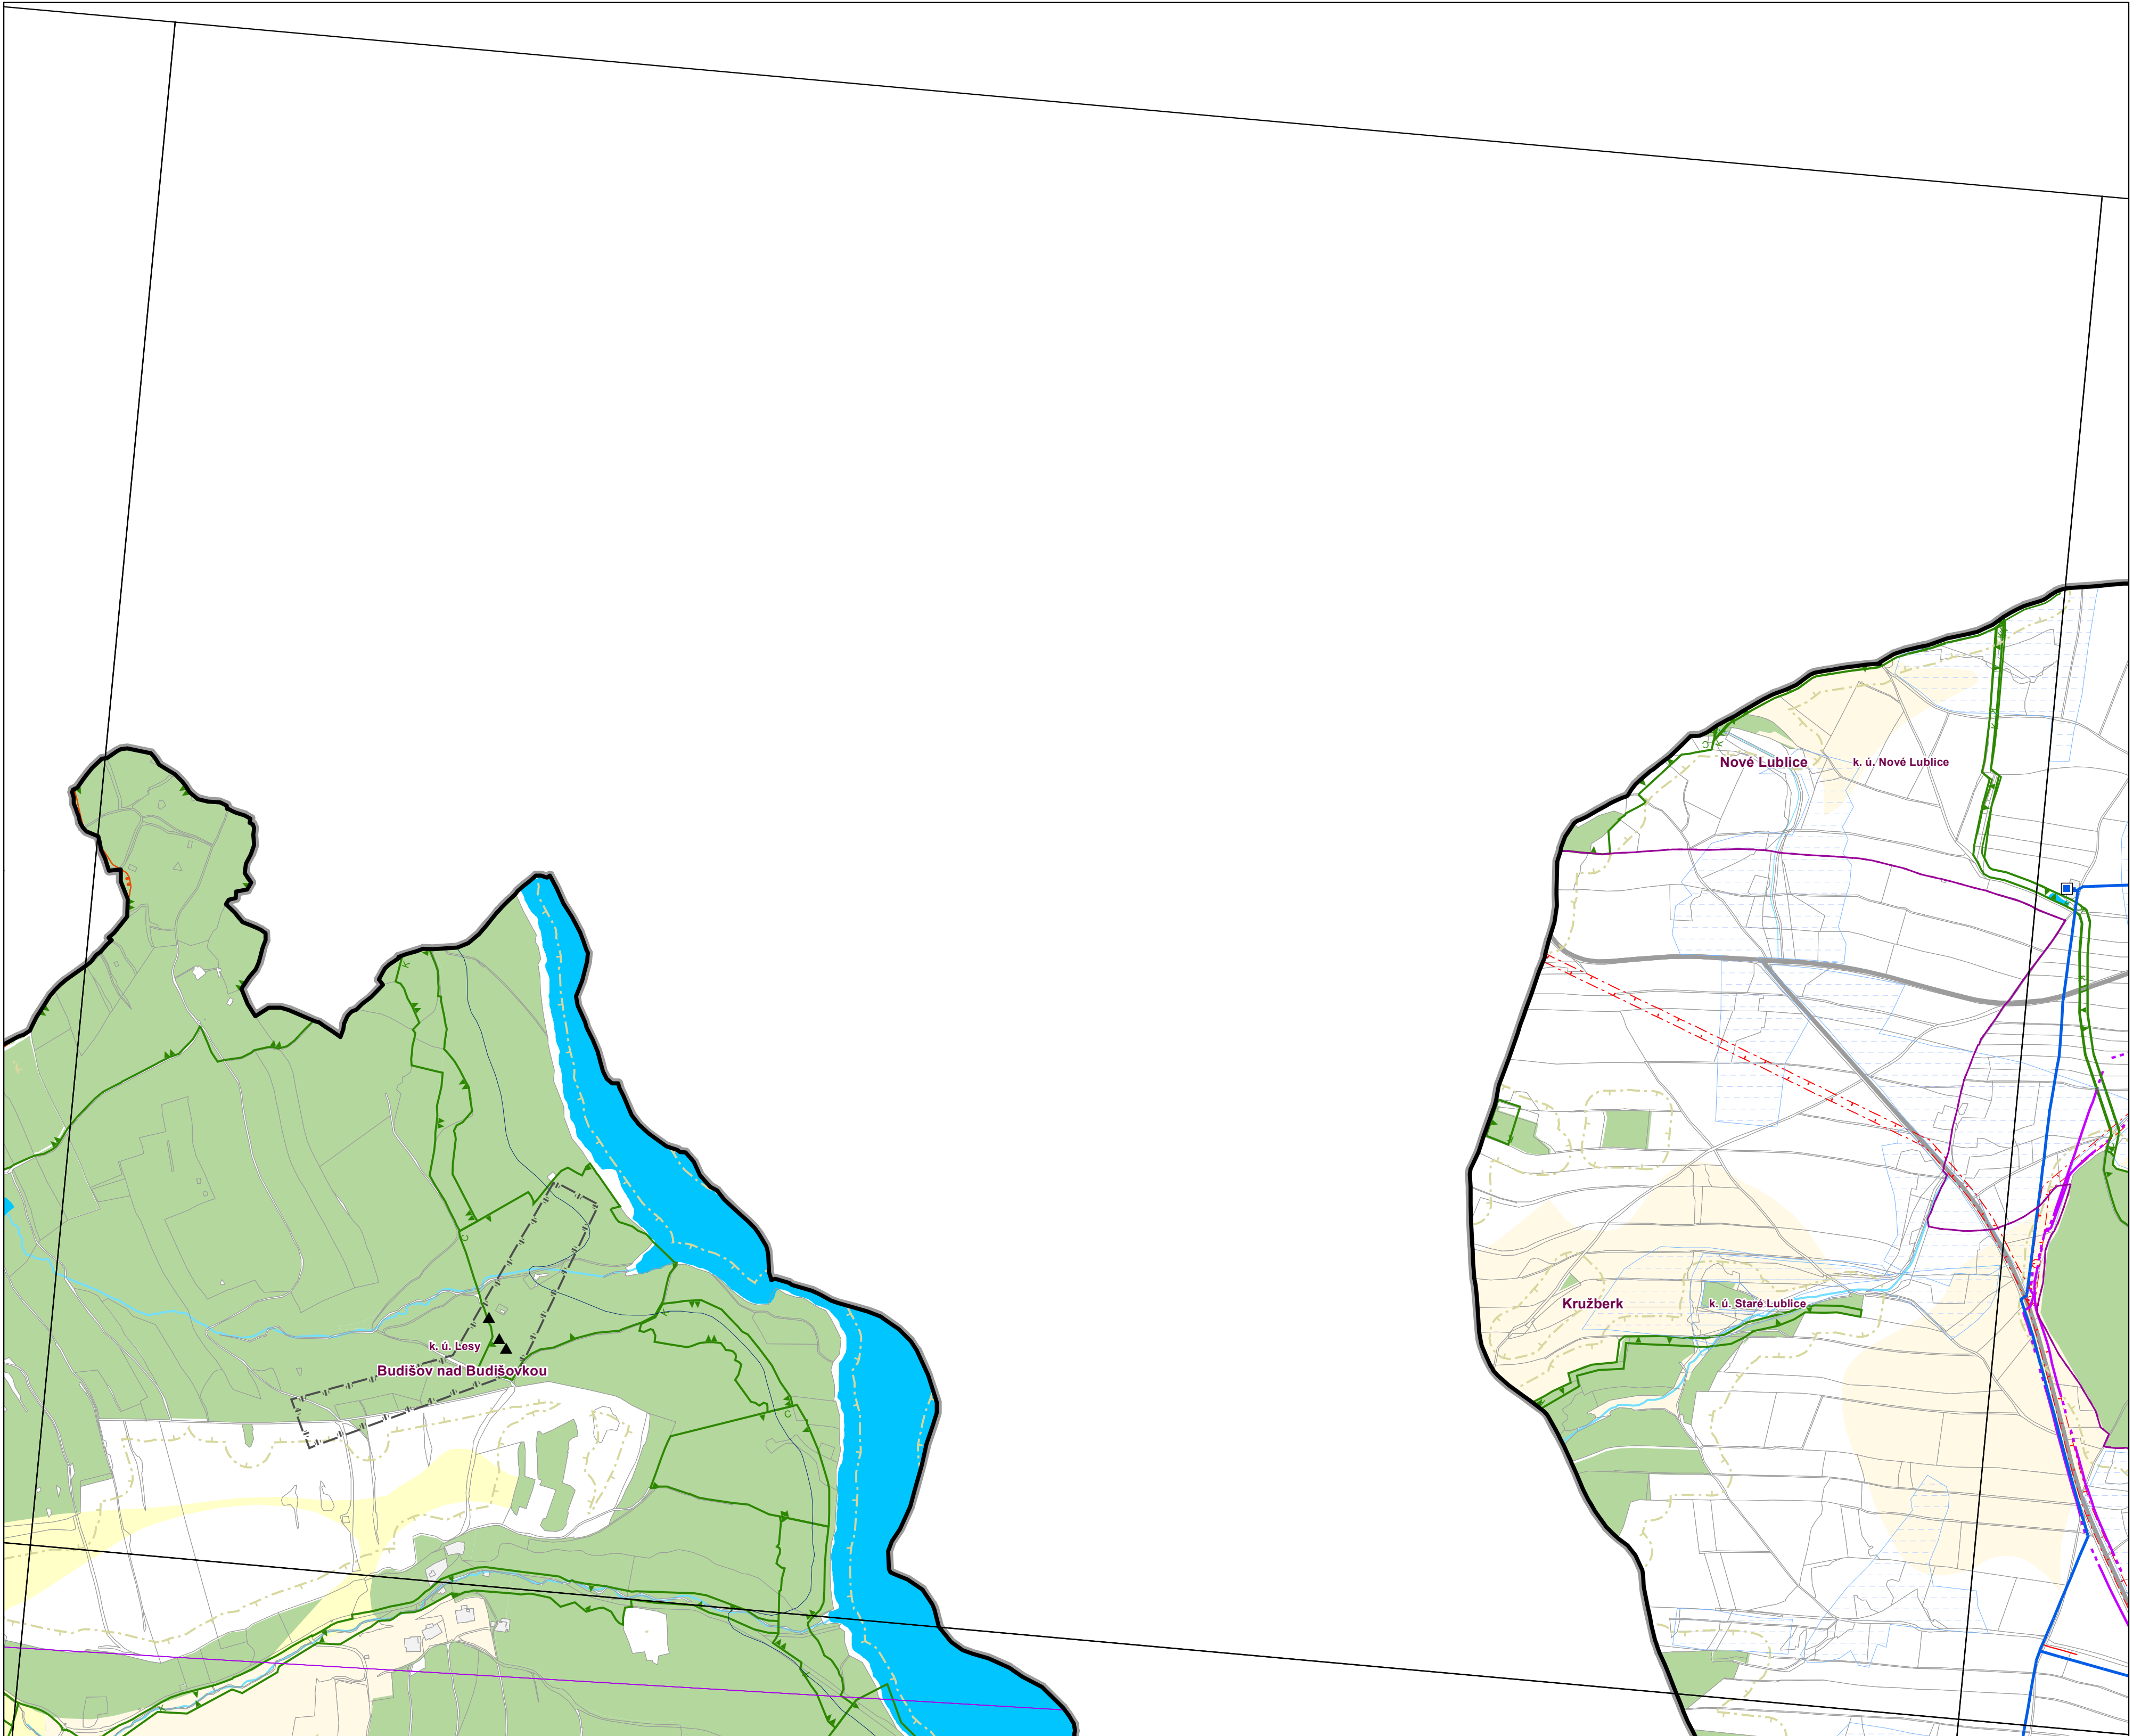 Nové Lublice
k. ú. Nové Lublice
Kružberk
k. ú. Staré Lublice
k. ú. Lesy
Budišov nad Budišovkou